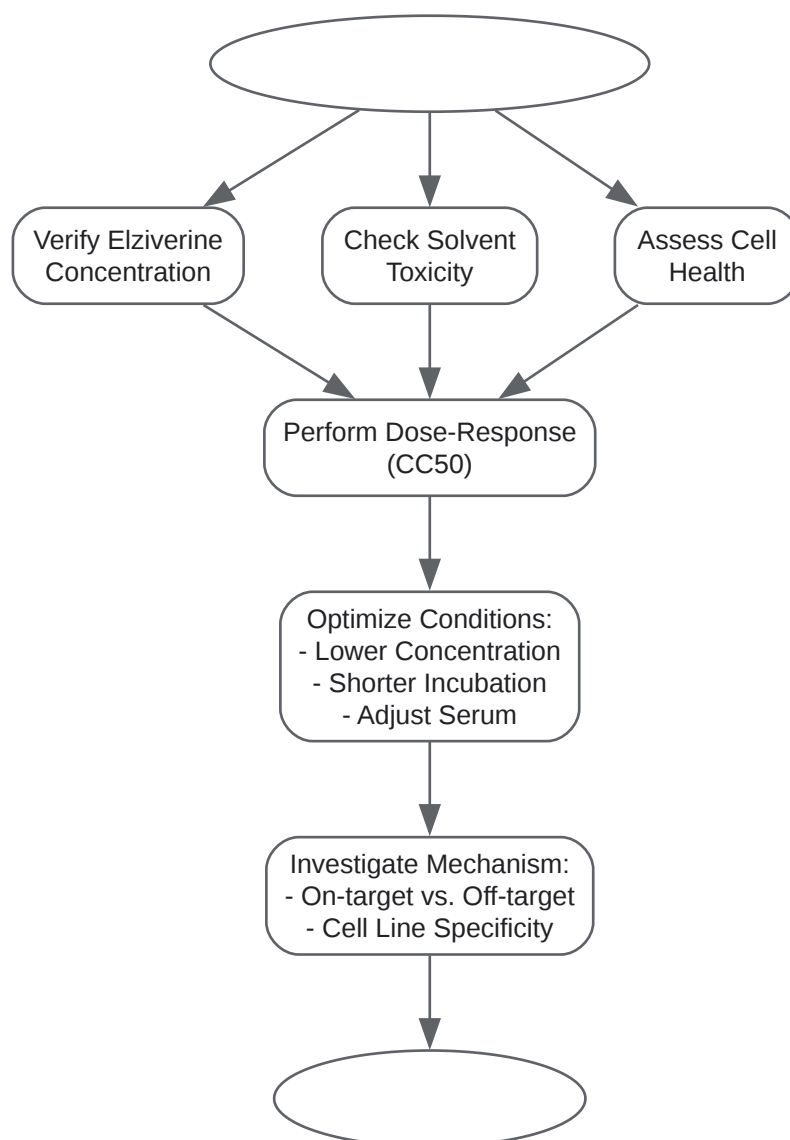 Verify Elziverine
Concentration
Check Solvent
Toxicity
Assess Cell
Health
Perform Dose-Response
(CC50)
Optimize Conditions:
- Lower Concentration
- Shorter Incubation
- Adjust Serum
Investigate Mechanism:
- On-target vs. Off-target
- Cell Line Specificity